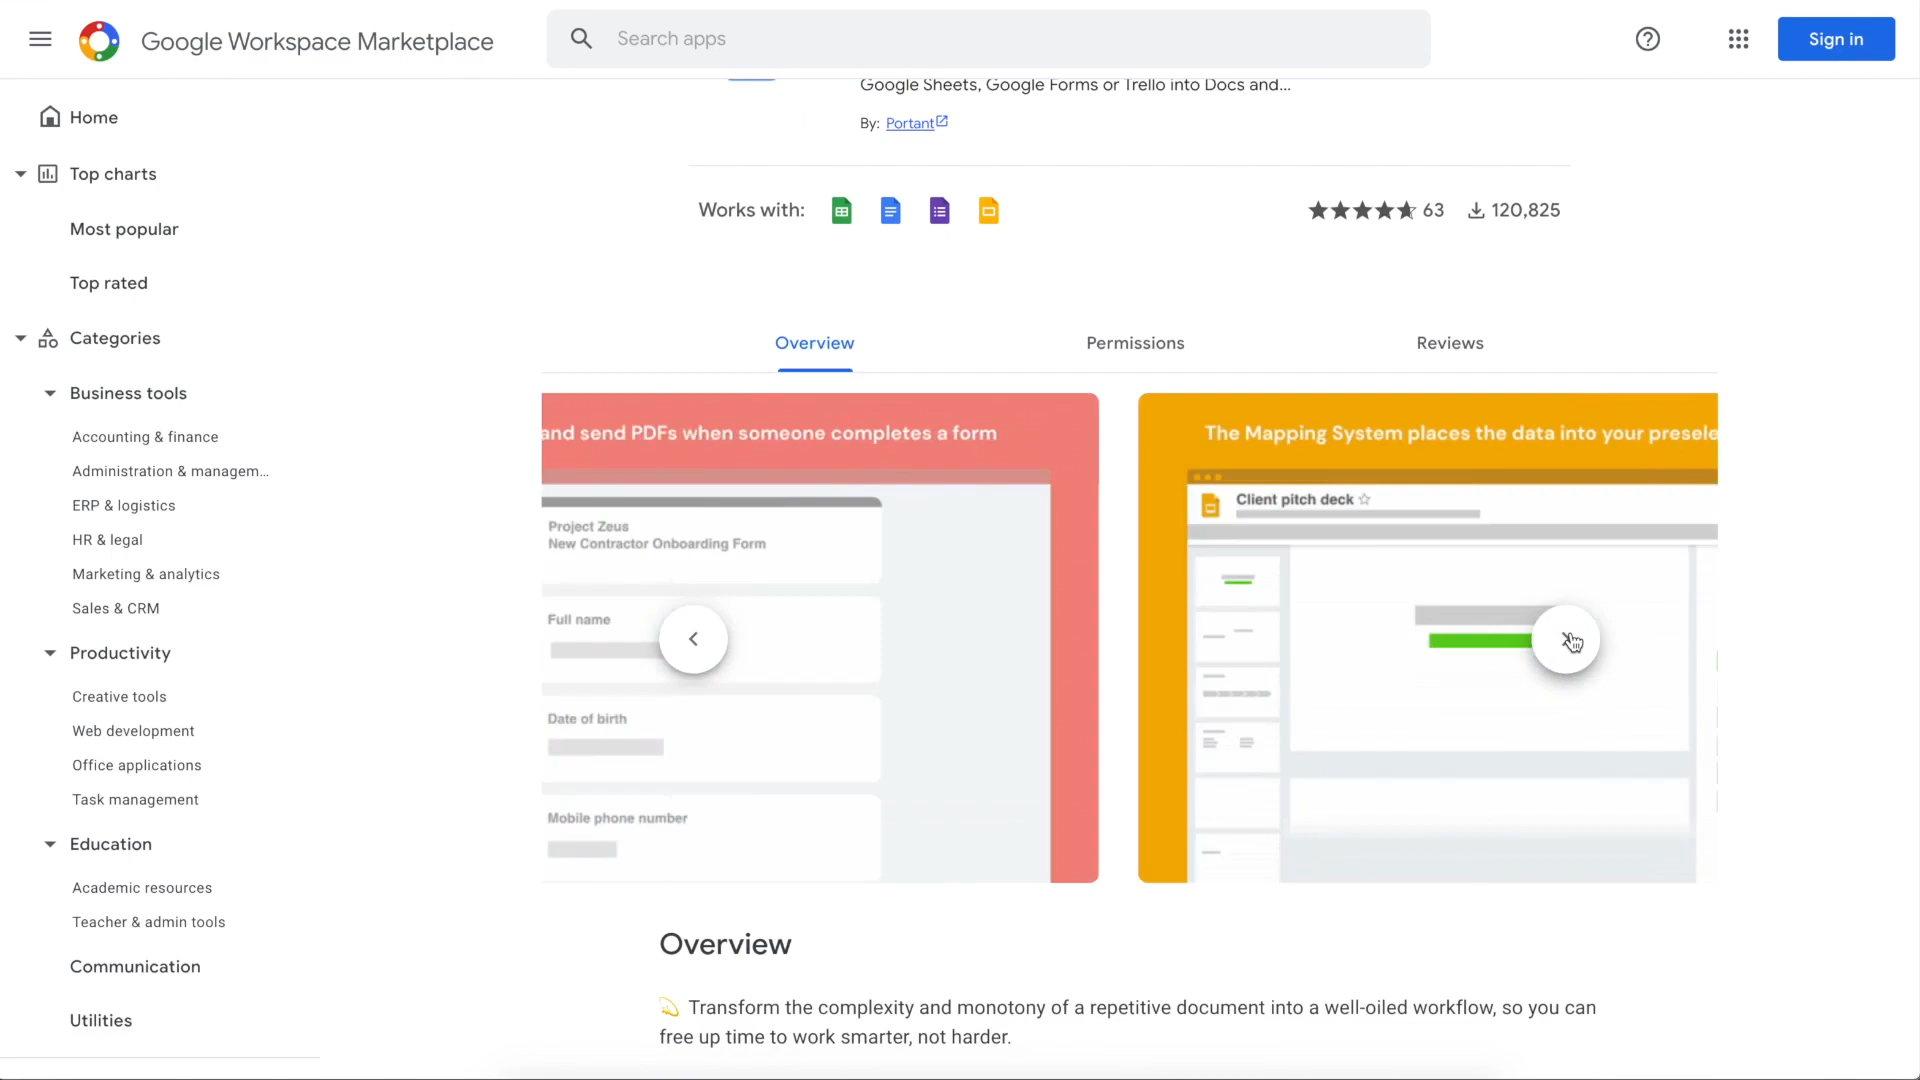 Google Workspace Marketplace
Search apps
Sign in
Home
Top charts
Most popular
Top rated
Categories
Business tools
Accounting & finance
Administration & managem...
ERP & logistics
HR & legal
Marketing & analytics
Sales & CRM
Productivity
Creative tools
Web development
Office applications
Task management
Education
Academic resources
Teacher & admin tools
Communication
Utilities
Google Sheets, Google Forms or Trello into Docs and...
By: Portant
Works with:
63
120,825
Overview
Permissions
Reviews
and send PDFs when someone completes a form
Project Zeus
New Contractor Onboarding Form
Full name
Date of birth
Mobile phone number
The Mapping System places the data into your presele
Client pitch deck
Overview
Transform the complexity and monotony of a repetitive document into a well-oiled workflow, so you can
free up time to work smarter, not harder.